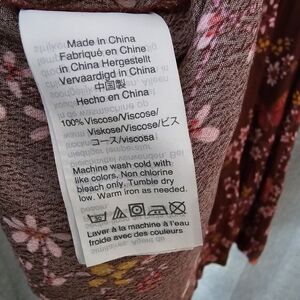 Made in China
Fabriqué en Chine
in China Hergestellt
Vervaardigd in China
中国製
Hecho en China
100% Viscose/Viscose/
Viskose/Viscose/ビス
コース/viscosa
Machine wash cold with
like colors. Non chlorine
bleach only. Tumble dry
low. Warm iron as needed.
Laver à la machine à l'eau
froide avec des couleurs